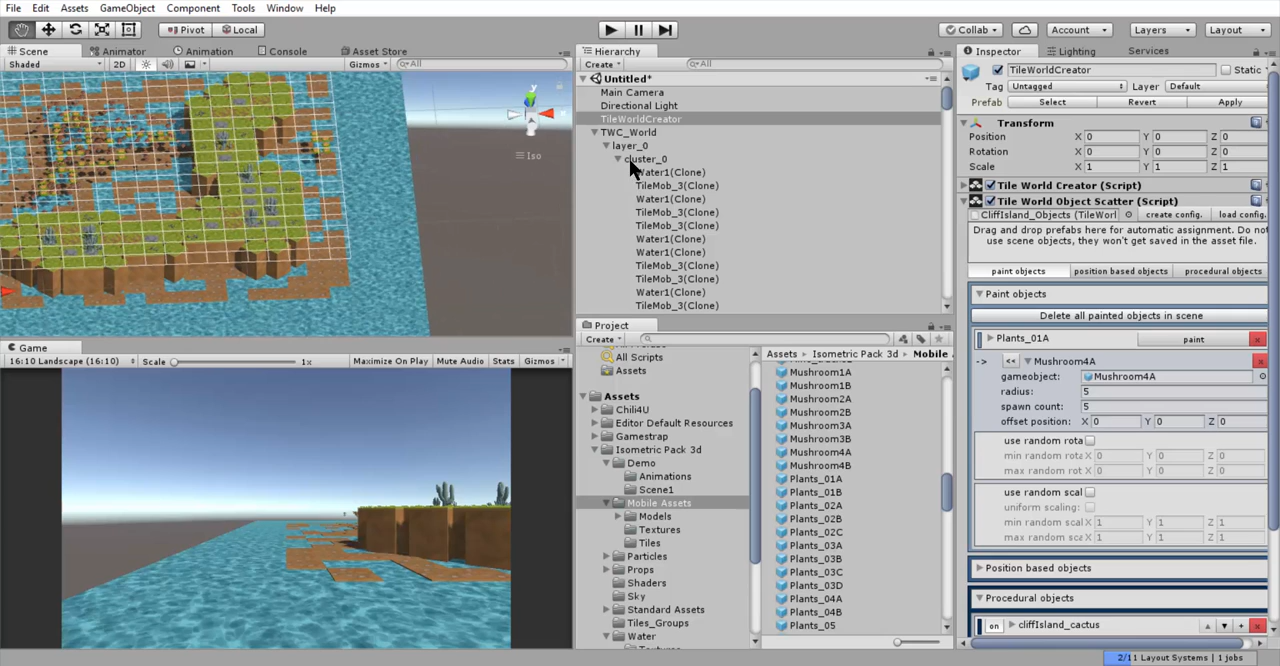 File Edit Assets GameObject Component Tools Window Help
Pivot Local Collab Account Layers Layout
Scene Animator Animation Console Asset Store
Shaded 2D Gizmos All
y
Iso
Game
16:10 Landscape (16:10) Scale 1x Maximize On Play Mute Audio Stats Gizmos
Hierarchy
Create All
Untitled*
Main Camera
Directional Light
TileWorldCreator
TWC_World
layer_0
cluster_0
Water1(Clone)
TileMob_3(Clone)
Water1(Clone)
TileMob_3(Clone)
TileMob_3(Clone)
Water1(Clone)
Water1(Clone)
TileMob_3(Clone)
TileMob_3(Clone)
Water1(Clone)
TileMob_3(Clone)
Project
Create
All Scripts
Assets
Assets
Chili4U
Editor Default Resources
Gamestrap
Isometric Pack 3d
Demo
Animations
Scene1
Mobile Assets
Models
Textures
Tiles
Particles
Props
Shaders
Sky
Standard Assets
Tiles_Groups
Water
Assets Isometric Pack 3d Mobile
Mushroom1A
Mushroom1B
Mushroom2A
Mushroom2B
Mushroom3A
Mushroom3B
Mushroom4A
Mushroom4B
Plants_01A
Plants_01B
Plants_02A
Plants_02B
Plants_02C
Plants_03A
Plants_03B
Plants_03C
Plants_03D
Plants_04A
Plants_04B
Plants_05
Inspector Lighting Services
TileWorldCreator Static
Tag Untagged Layer Default
Prefab Select Revert Apply
Transform
Position X 0 Y 0 Z 0
Rotation X 0 Y 0 Z 0
Scale X 1 Y 1 Z 1
Tile World Creator (Script)
Tile World Object Scatter (Script)
CliffIsland_Objects (TileWorl create config. load config.
Drag and drop prefabs here for automatic assignment. Do not
use scene objects, they won't get saved in the asset file.
paint objects position based objects procedural objects
Paint objects
Delete all painted objects in scene
Plants_01A paint x
-> << Mushroom4A x
gameobject: Mushroom4A
radius: 5
spawn count: 5
offset position: X 0 Y 0 Z 0
use random rota
min random rota X 0 Y 0 Z 0
max random rot X 0 Y 0 Z 0
use random scal
uniform scaling:
min random sca X 1 Y 1 Z 1
max random sca X 1 Y 1 Z 1
Position based objects
Procedural objects
on cliffIsland_cactus + x
2/11 Layout Systems | 1 jobs